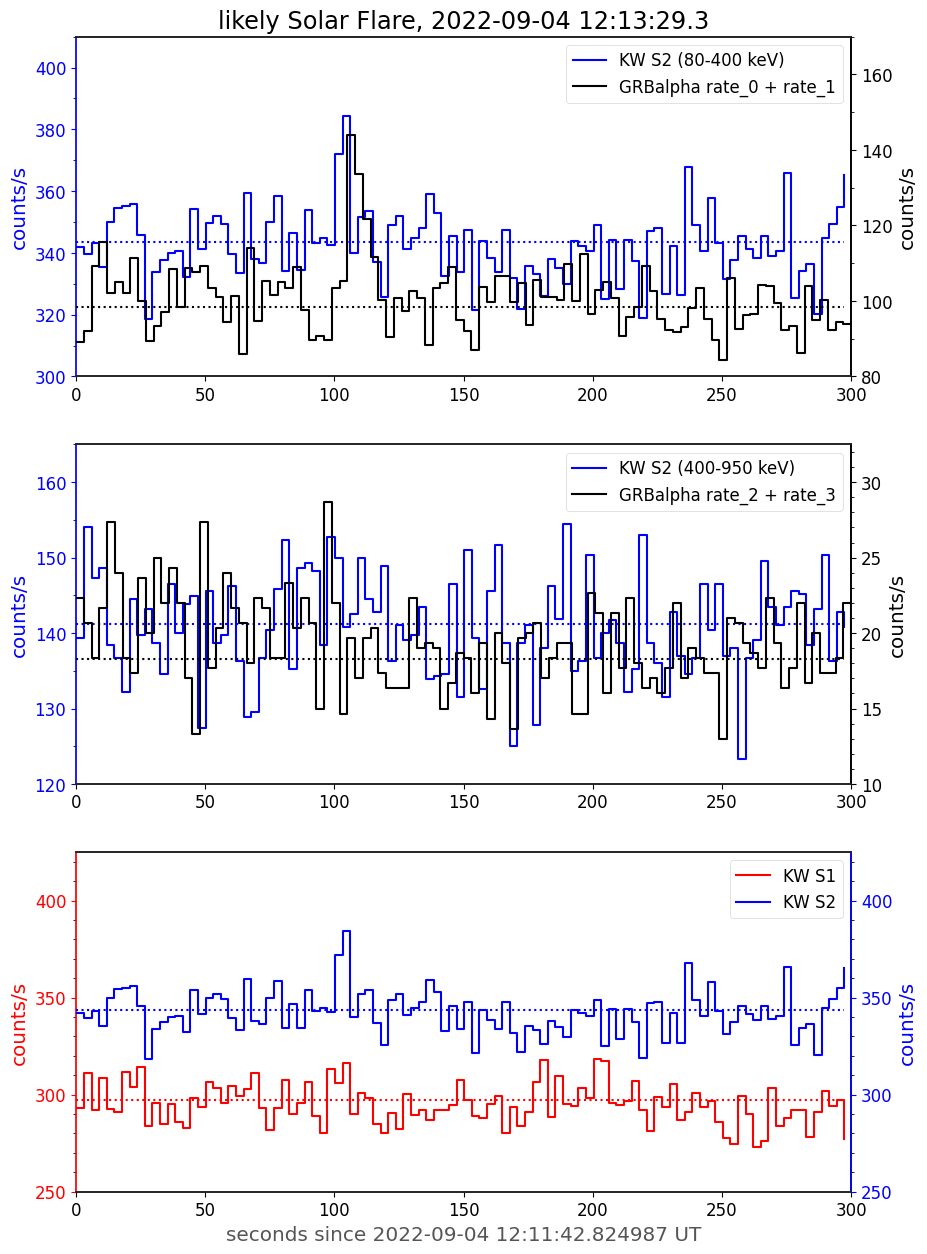 likely Solar Flare, 2022-09-04 12:13:29.3
KW S2 (80-400 keV)
GRBalpha rate_0 + rate_1
counts/s
counts/s
400
380
360
340
320
300
160
140
120
100
80
0 50 100 150 200 250 300
KW S2 (400-950 keV)
GRBalpha rate_2 + rate_3
counts/s
counts/s
160
150
140
130
120
30
25
20
15
10
0 50 100 150 200 250 300
KW S1
KW S2
counts/s
counts/s
400
350
300
250
400
350
300
250
0 50 100 150 200 250 300
seconds since 2022-09-04 12:11:42.824987 UT